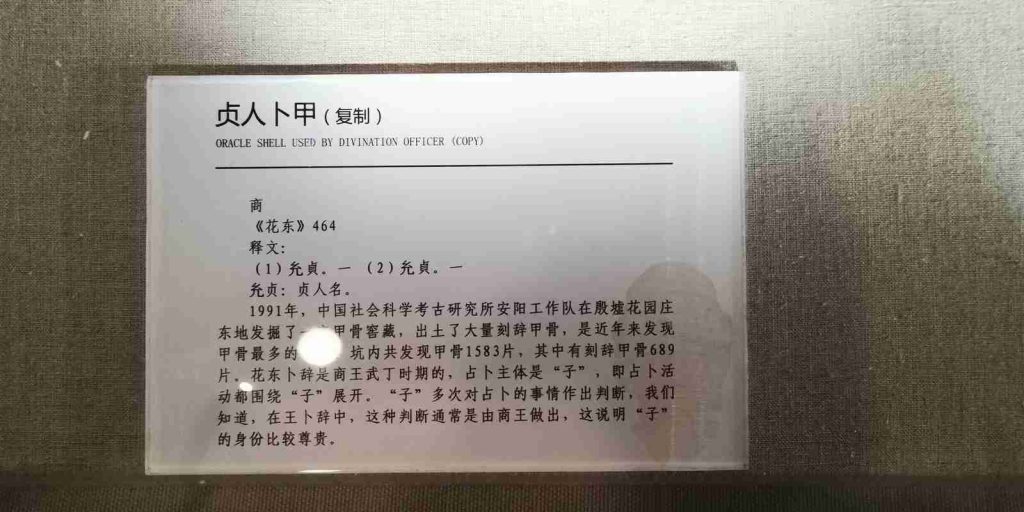 贞人卜甲（复制）
ORACLE SHELL USED BY DIVINATION OFFICER (COPY)
商
《花东》464
释文：
（1）允貞。一 （2）允貞。一
允贞：贞人名。
1991年，中国社会科学考古研究所安阳工作队在殷墟花园庄
东地发掘了一 甲骨窖藏，出土了大量刻辞甲骨，是近年来发现
甲骨最多的 坑内共发现甲骨1583片，其中有刻辞甲骨689
片。花东卜辞是商王武丁时期的，占卜主体是“子”，即占卜活
动都围绕“子”展开。“子”多次对占卜的事情作出判断，我们
知道，在王卜辞中，这种判断通常是由商王做出，这说明“子”
的身份比较尊贵。